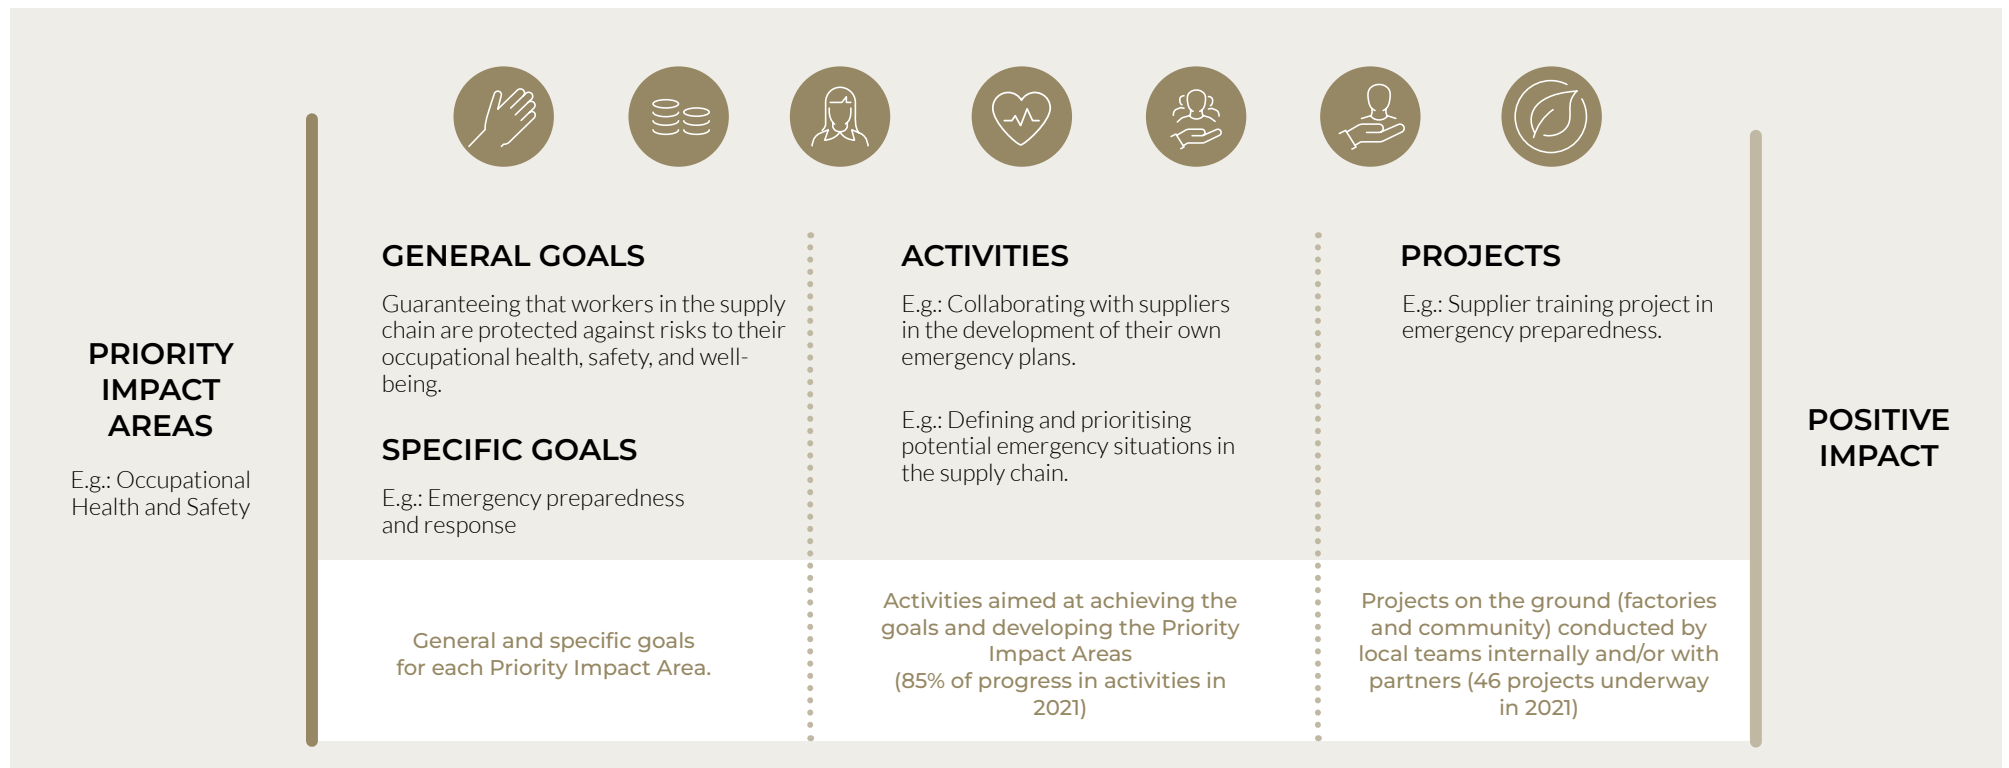 PRIORITY
IMPACT
AREAS
E.g.: Occupational
Health and Safety
GENERAL GOALS
Guaranteeing that workers in the supply
chain are protected against risks to their
occupational health, safety, and well-
being.
SPECIFIC GOALS
E.g.: Emergency preparedness
and response
General and specific goals
for each Priority Impact Area.
ACTIVITIES
E.g.: Collaborating with suppliers
in the development of their own
emergency plans.
E.g.: Defining and prioritising
potential emergency situations in
the supply chain.
Activities aimed at achieving the
goals and developing the Priority
Impact Areas
(85% of progress in activities in
2021)
PROJECTS
E.g.: Supplier training project in
emergency preparedness.
Projects on the ground (factories
and community) conducted by
local teams internally and/or with
partners (46 projects underway
in 2021)
POSITIVE
IMPACT